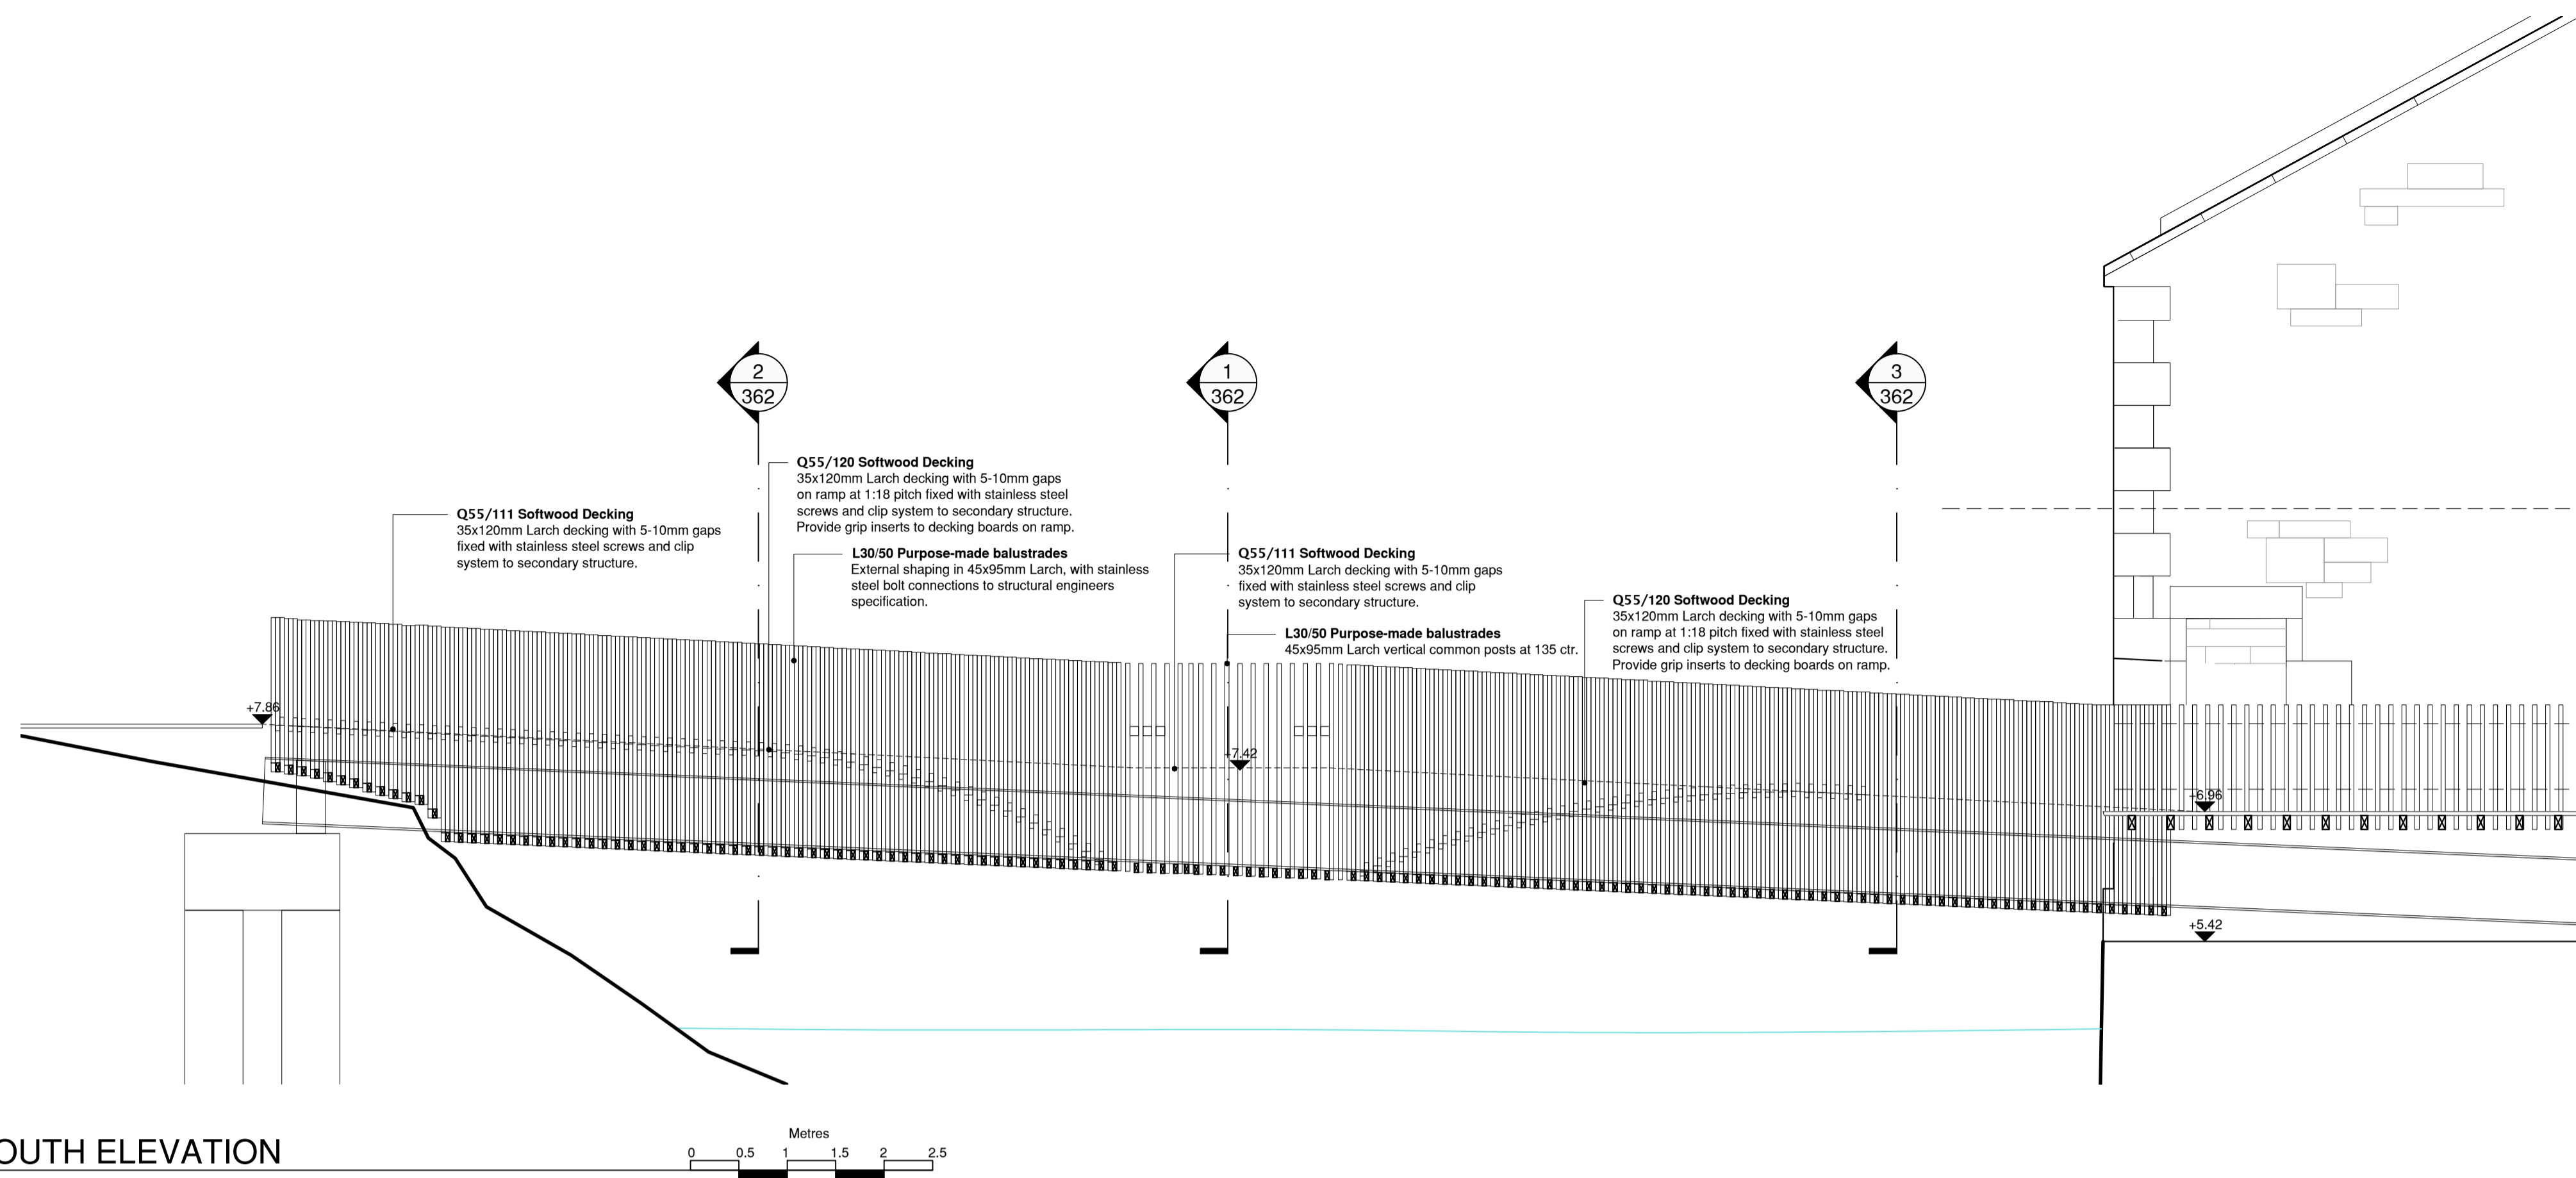 2
362
1
362
3
362
Q55/120 Softwood Decking
35x120mm Larch decking with 5-10mm gaps
on ramp at 1:18 pitch fixed with stainless steel
screws and clip system to secondary structure.
Provide grip inserts to decking boards on ramp.
Q55/111 Softwood Decking
35x120mm Larch decking with 5-10mm gaps
fixed with stainless steel screws and clip
system to secondary structure.
L30/50 Purpose-made balustrades
External shaping in 45x95mm Larch, with stainless
steel bolt connections to structural engineers
specification.
Q55/111 Softwood Decking
35x120mm Larch decking with 5-10mm gaps
fixed with stainless steel screws and clip
system to secondary structure.
Q55/120 Softwood Decking
35x120mm Larch decking with 5-10mm gaps
on ramp at 1:18 pitch fixed with stainless steel
screws and clip system to secondary structure.
Provide grip inserts to decking boards on ramp.
L30/50 Purpose-made balustrades
45x95mm Larch vertical common posts at 135 ctr.
+7.86
+7.42
+6.96
+5.42
OUTH ELEVATION
Metres
0 0.5 1 1.5 2 2.5